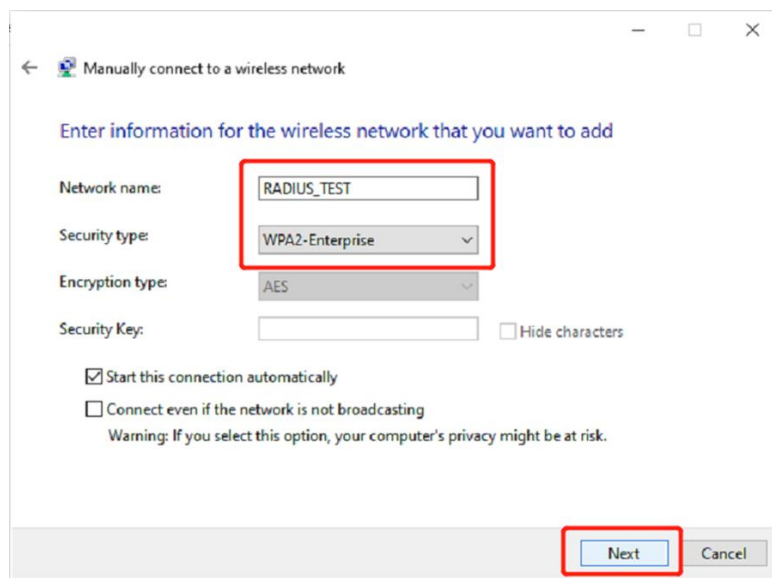 Manually connect to a wireless network
Enter information for the wireless network that you want to add
Network name: RADIUS_TEST
Security type: WPA2-Enterprise
Encryption type: AES
Security Key:
Hide characters
Start this connection automatically
Connect even if the network is not broadcasting
Warning: If you select this option, your computer's privacy might be at risk.
Next Cancel